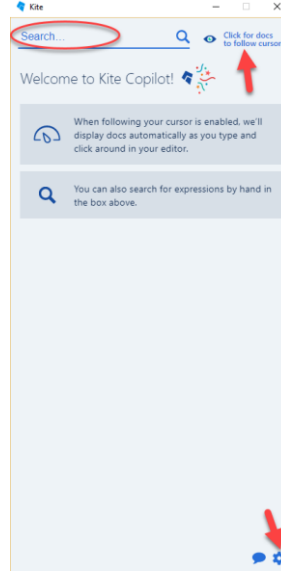 Kite
Search...
Click for docs
to follow cursor
Welcome to Kite Copilot!
When following your cursor is enabled, we'll
display docs automatically as you type and
click around in your editor.
You can also search for expressions by hand in
the box above.